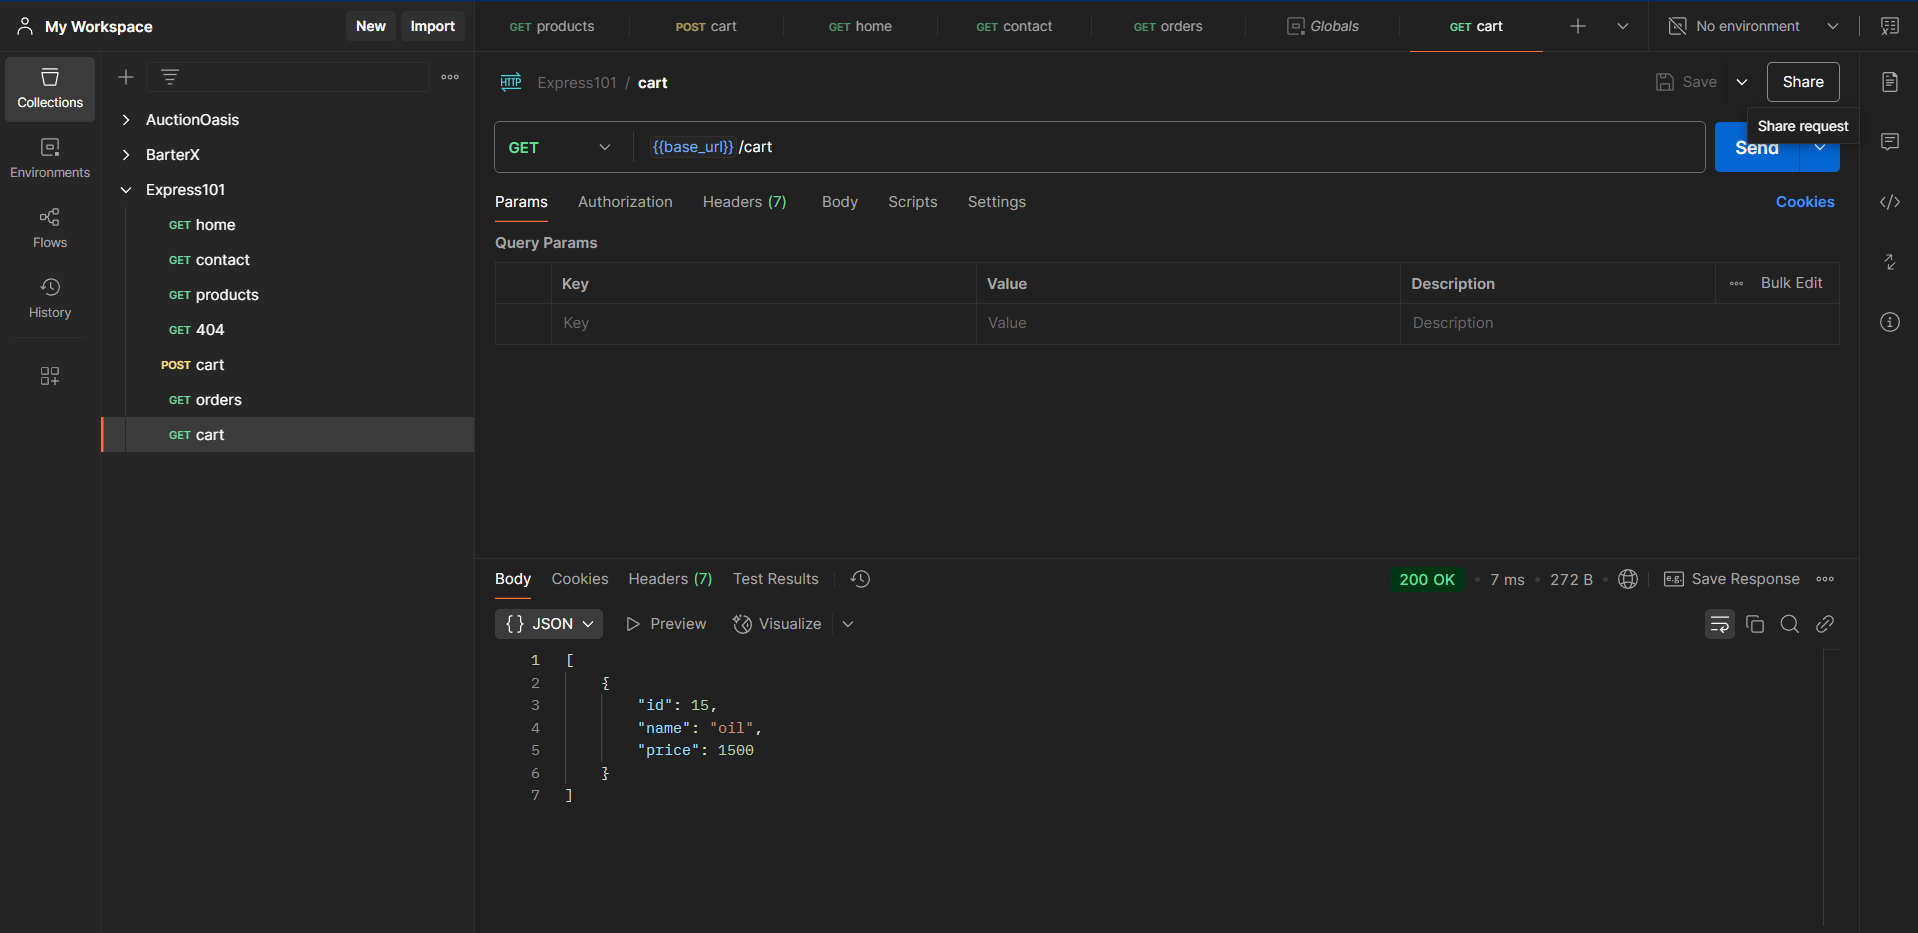 My Workspace
New
Import
GET products
POST cart
GET home
GET contact
GET orders
Globals
GET cart
No environment
Collections
Environments
Flows
History
AuctionOasis
BarterX
Express101
GET home
GET contact
GET products
GET 404
POST cart
GET orders
GET cart
HTTP
Express101 / cart
Save
Share
Share request
GET
{{base_url}} /cart
Send
Params
Authorization
Headers (7)
Body
Scripts
Settings
Cookies
Query Params
Key
Value
Description
Bulk Edit
Key
Value
Description
Body
Cookies
Headers (7)
Test Results
200 OK
7 ms
272 B
e.g.
Save Response
{} JSON
Preview
Visualize
1 [
2 {
3 "id": 15,
4 "name": "oil",
5 "price": 1500
6 }
7 ]